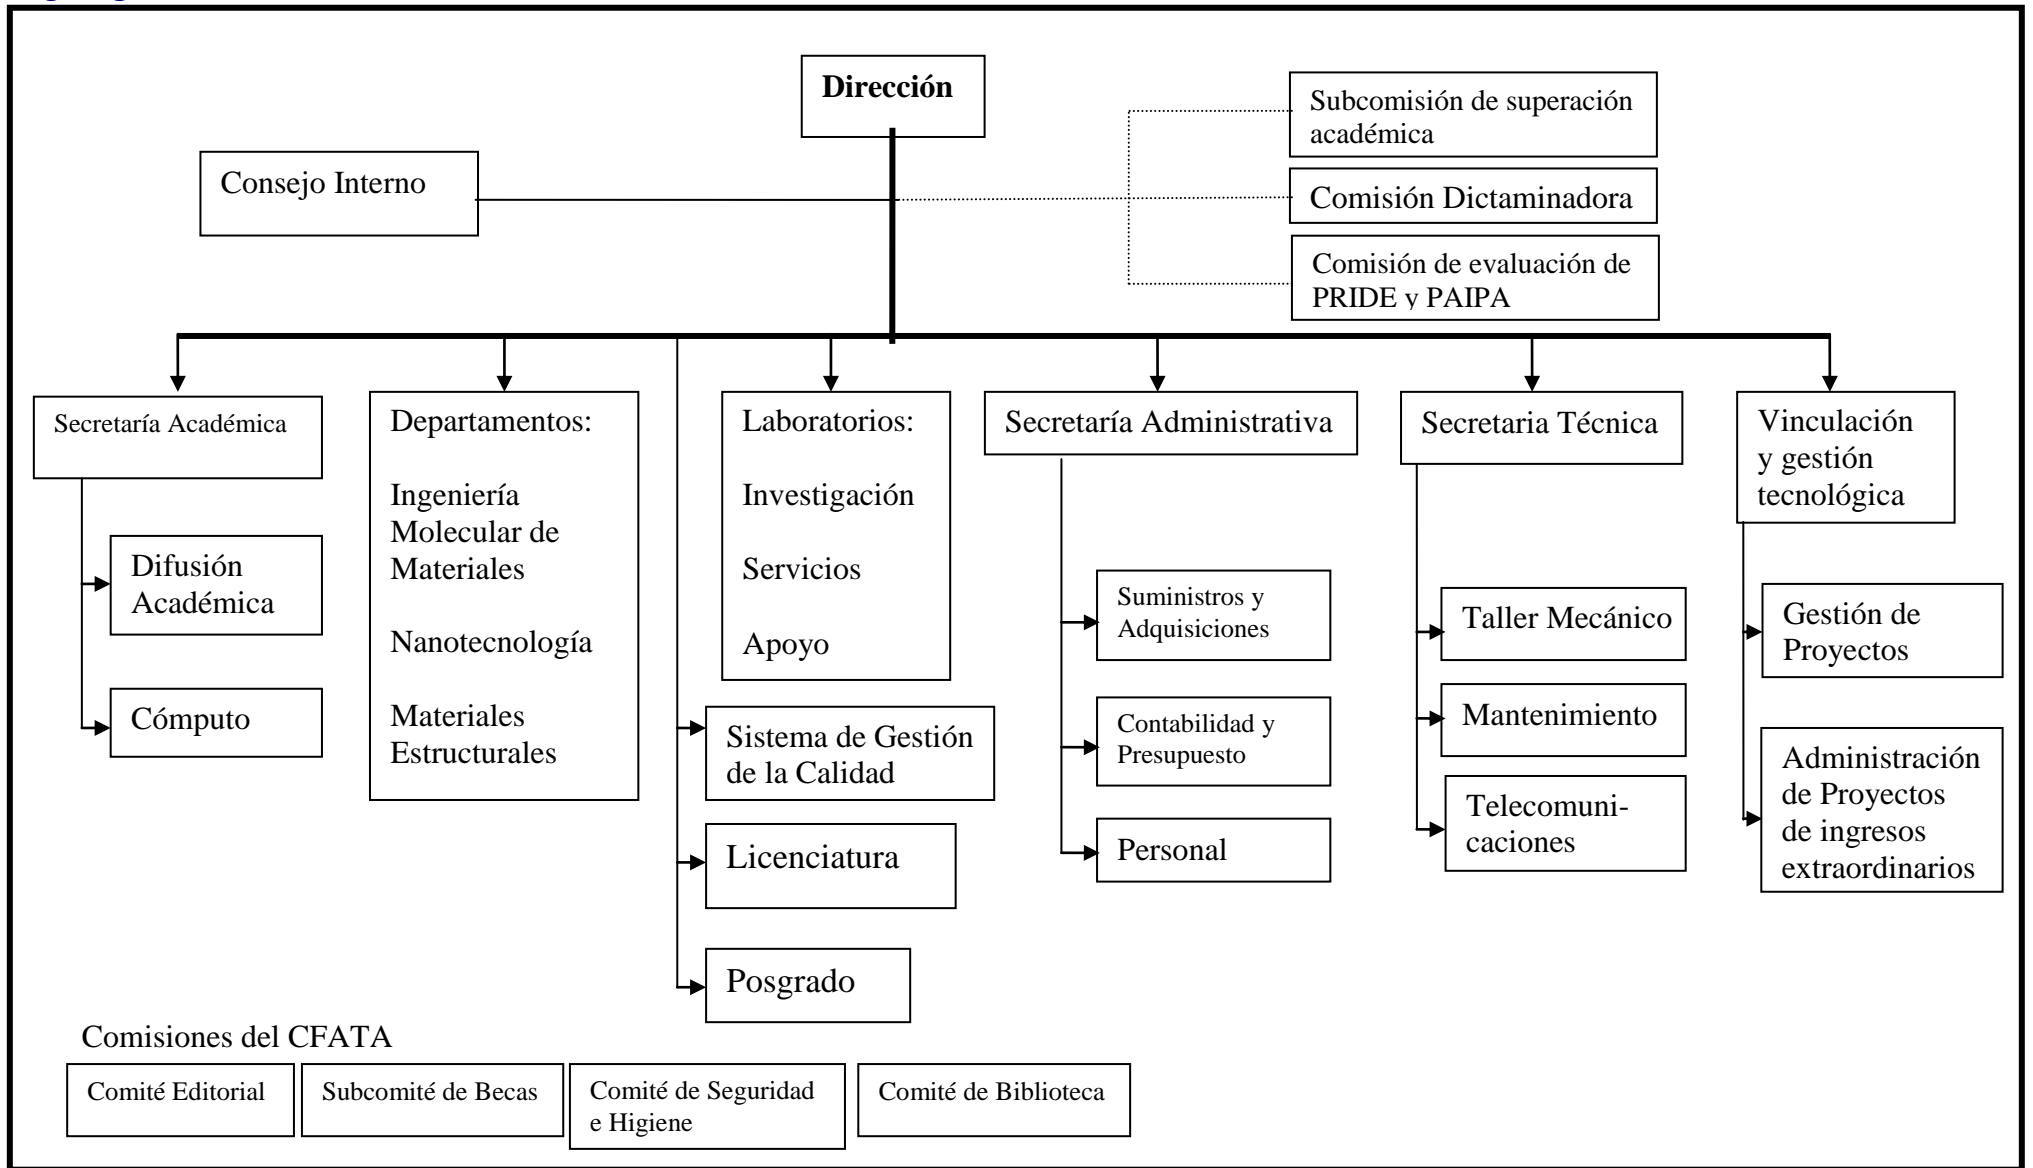 Dirección
Subcomisión de superación
académica
Consejo Interno
Comisión Dictaminadora
Comisión de evaluación de
PRIDE y PAIPA
Secretaría Académica
Difusión
Académica
Cómputo
Departamentos:
Ingeniería
Molecular de
Materiales
Nanotecnología
Materiales
Estructurales
Laboratorios:
Investigación
Servicios
Apoyo
Sistema de Gestión
de la Calidad
Licenciatura
Posgrado
Secretaría Administrativa
Suministros y
Adquisiciones
Contabilidad y
Presupuesto
Personal
Secretaria Técnica
Taller Mecánico
Mantenimiento
Telecomuni-
caciones
Vinculación
y gestión
tecnológica
Gestión de
Proyectos
Administración
de Proyectos
de ingresos
extraordinarios
Comisiones del CFATA
Comité Editorial
Subcomité de Becas
Comité de Seguridad
e Higiene
Comité de Biblioteca